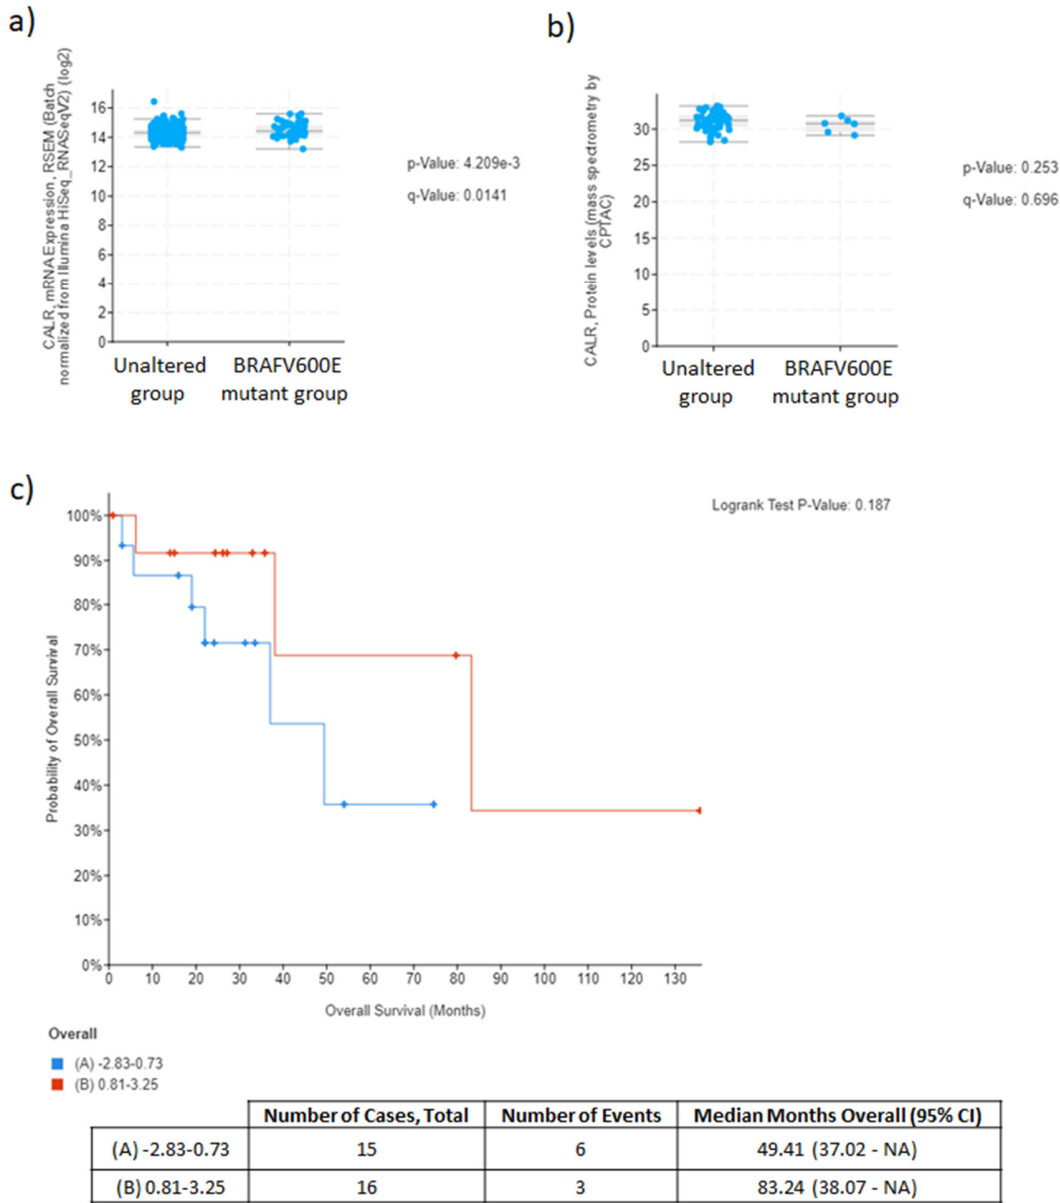 a)
CALR, mRNA Expression, RSEM (Batch
normalized from Illumina HiSeq_RNASeqV2) (log2)
16
14
12
10
8
6
4
2
0
Unaltered
group
BRAFV600E
mutant group
p-Value: 4.209e-3
q-Value: 0.0141
b)
CALR, Protein levels (mass spectrometry by
CPTAC)
30
25
20
15
10
5
0
Unaltered
group
BRAFV600E
mutant group
p-Value: 0.253
q-Value: 0.696
c)
Logrank Test P-Value: 0.187
Probability of Overall Survival
100%
90%
80%
70%
60%
50%
40%
30%
20%
10%
0%
0 10 20 30 40 50 60 70 80 90 100 110 120 130
Overall Survival (Months)
Overall
(A) -2.83-0.73
(B) 0.81-3.25
Number of Cases, Total Number of Events Median Months Overall (95% CI)
(A) -2.83-0.73 15 6 49.41 (37.02 - NA)
(B) 0.81-3.25 16 3 83.24 (38.07 - NA)